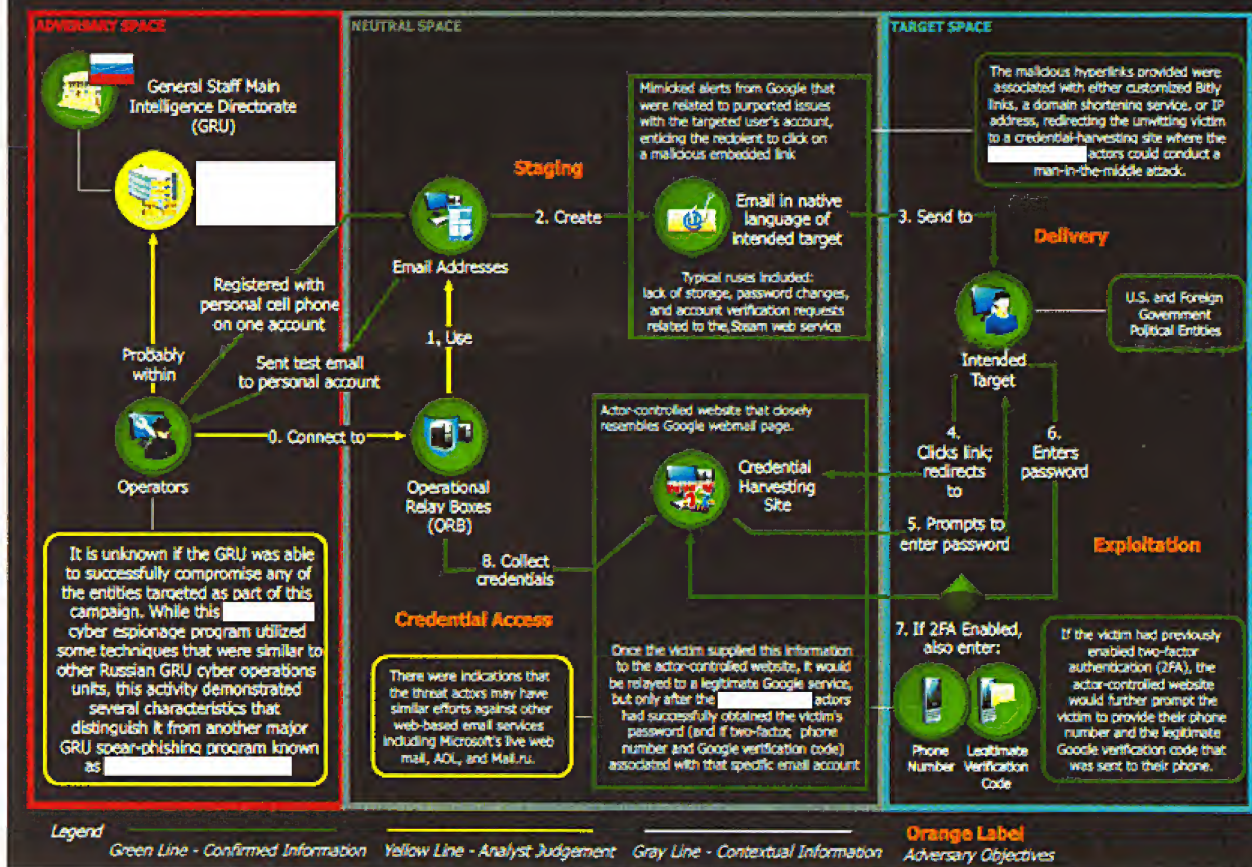 ADVERSARY SPACE
General Staff Main
Intelligence Directorate
(GRU)
Probably
within
Operators
Registered with
personal cell phone
on one account
Sent test email
to personal account
0. Connect to
It is unknown if the GRU was able
to successfully compromise any of
the entities targeted as part of this
campaign. While this
cyber espionage program utilized
some techniques that were similar to
other Russian GRU cyber operations
units, this activity demonstrated
several characteristics that
distinguish it from another major
GRU spear-phishing program known
as
NEUTRAL SPACE
Staging
Email Addresses
1, Use
Operational
Relay Boxes
(ORB)
2. Create
Mimicked alerts from Google that
were related to purported issues
with the targeted user's account,
enticing the recipient to click on
a malicious embedded link
Email in native
language of
intended target
Typical ruses included:
lack of storage, password changes,
and account verification requests
related to the Steam web service
Actor-controlled website that closely
resembles Google webmail page.
Credential
Harvesting
Site
8. Collect
credentials
Credential Access
There were indications that
the threat actors may have
similar efforts against other
web-based email services
including Microsoft's live web
mail, AOL, and Mail.ru.
Once the victim supplied this information
to the actor-controlled website, it would
be relayed to a legitimate Google service,
but only after the actors
had successfully obtained the victim's
password (and if two-factor, phone
number and Google verification code)
associated with that specific email account
TARGET SPACE
The malicious hyperlinks provided were
associated with either customized Bitly
links, a domain shortening service, or IP
address, redirecting the unwitting victim
to a credential-harvesting site where the
actors could conduct a
man-in-the-middle attack.
3. Send to
Delivery
Intended
Target
U.S. and Foreign
Government
Political Entities
4.
Clicks link;
redirects
to
6.
Enters
password
5. Prompts to
enter password
Exploitation
7. If 2FA Enabled,
also enter:
Phone
Number
Legitimate
Verification
Code
If the victim had previously
enabled two-factor
authentication (2FA), the
actor-controlled website
would further prompt the
victim to provide their phone
number and the legitimate
Google verification code that
was sent to their phone.
Legend
Green Line - Confirmed Information
Yellow Line - Analyst Judgement
Gray Line - Contextual Information
Orange Label
Adversary Objectives